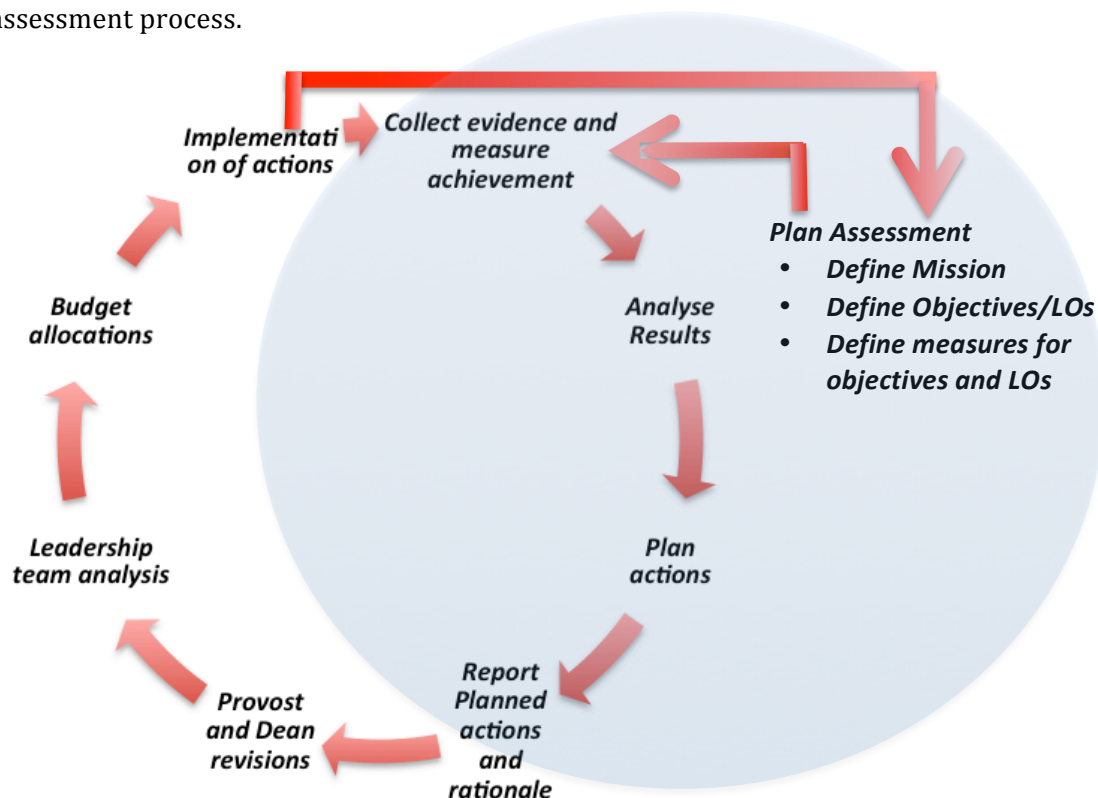 assessment process.
Implementati
on of actions
Collect evidence and
measure
achievement
Plan Assessment
• Define Mission
• Define Objectives/LOs
• Define measures for
objectives and LOs
Analyse
Results
Plan
actions
Report
Planned
actions
and
rationale
Provost
and Dean
revisions
Leadership
team analysis
Budget
allocations